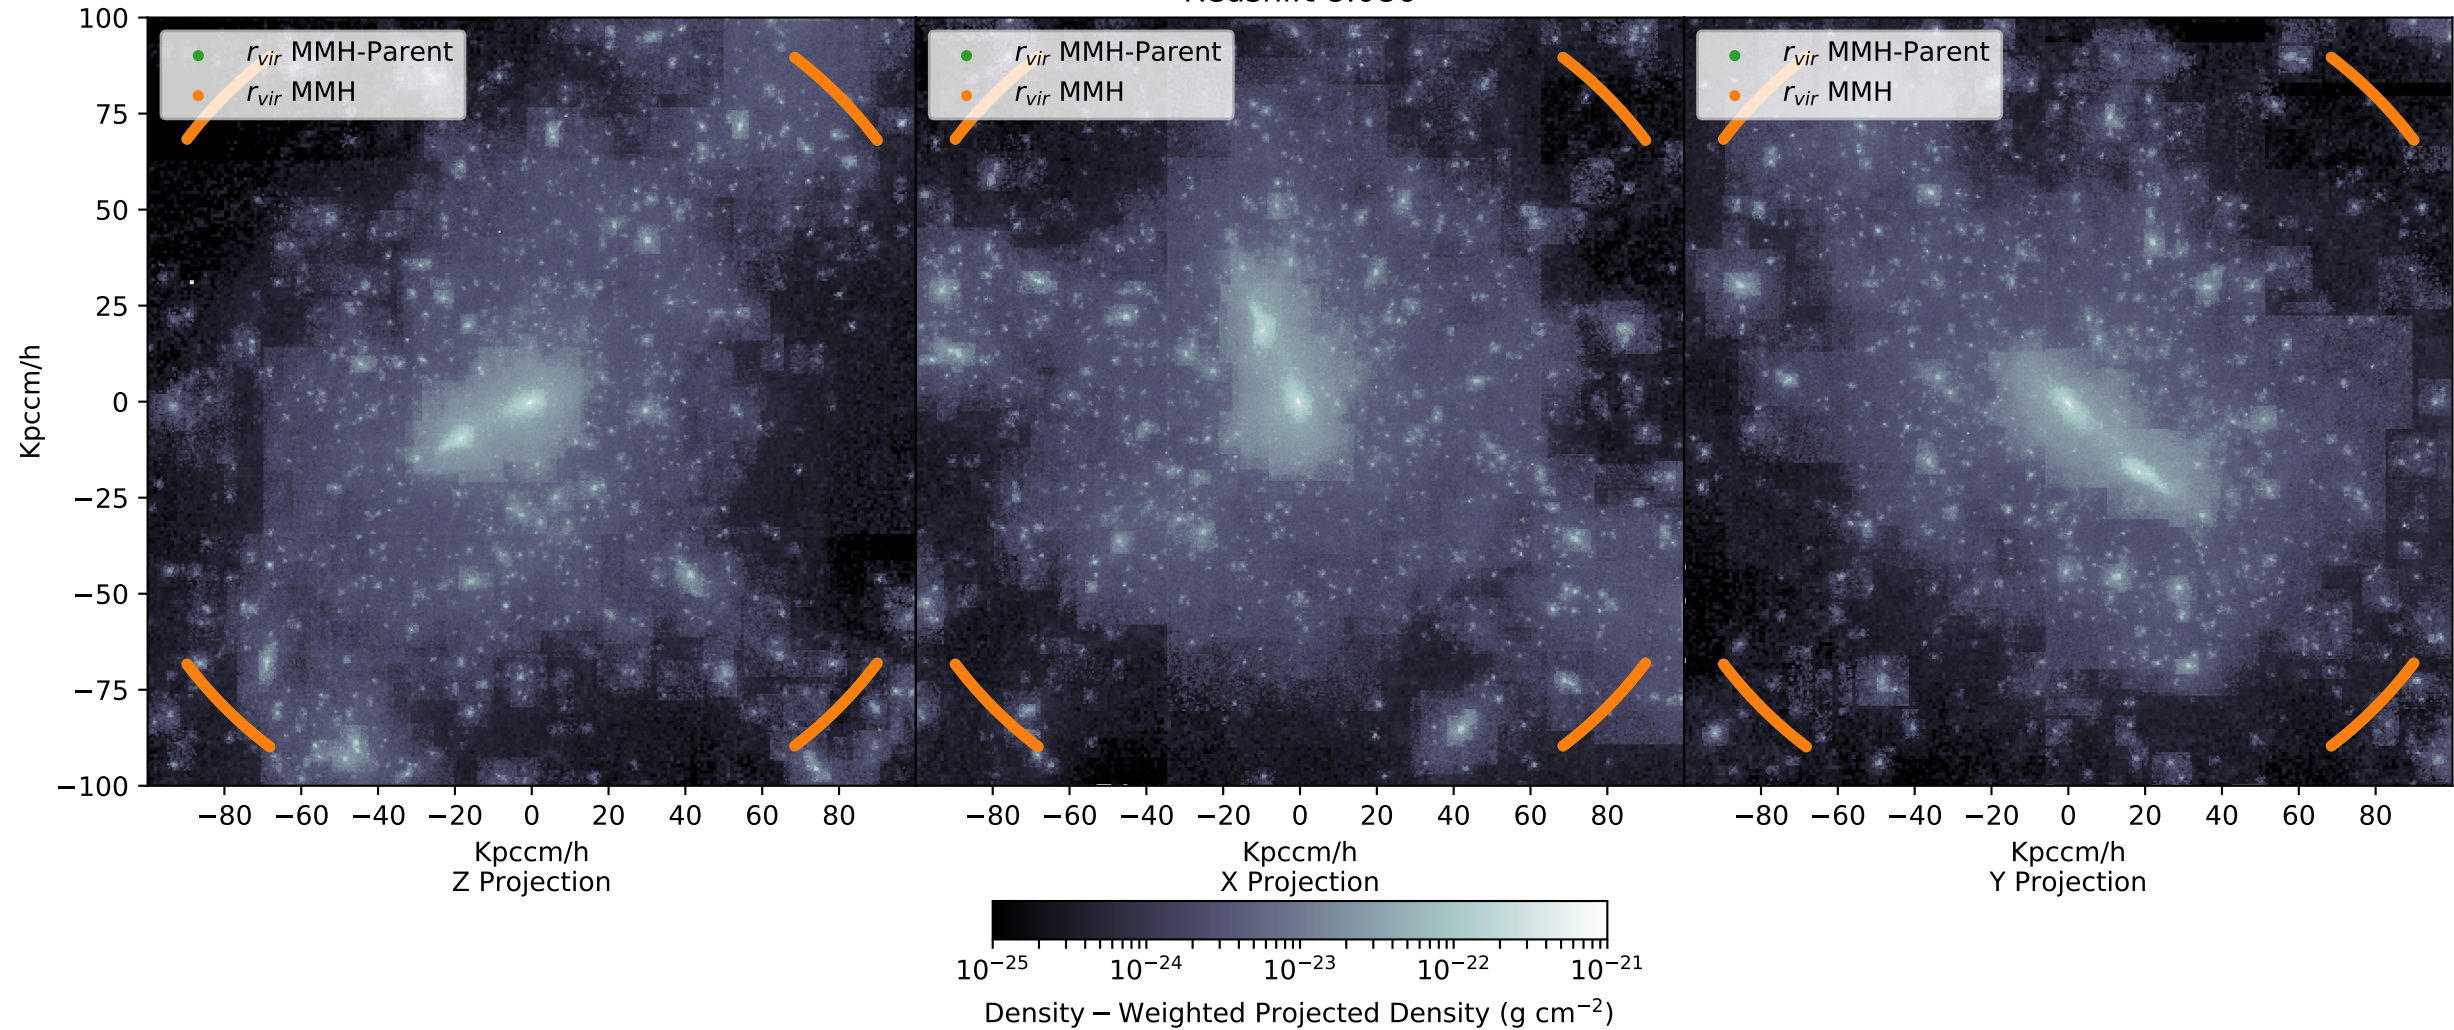 r_vir MMH-Parent
r_vir MMH
r_vir MMH-Parent
r_vir MMH
r_vir MMH-Parent
r_vir MMH
Kpccm/h
100
75
50
25
0
−25
−50
−75
−100
−80 −60 −40 −20 0 20 40 60 80
−80 −60 −40 −20 0 20 40 60 80
−80 −60 −40 −20 0 20 40 60 80
Kpccm/h
Z Projection
Kpccm/h
X Projection
Kpccm/h
Y Projection
10⁻²⁵ 10⁻²⁴ 10⁻²³ 10⁻²² 10⁻²¹
Density − Weighted Projected Density (g cm⁻²)